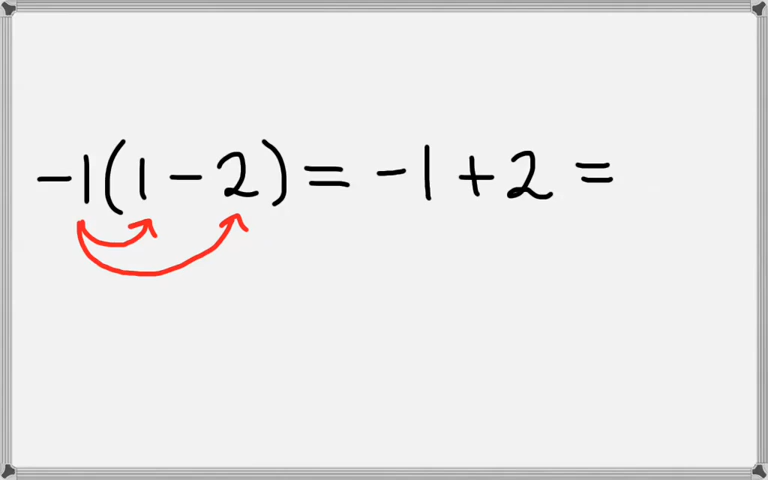 -1(1-2) = -1+2 =